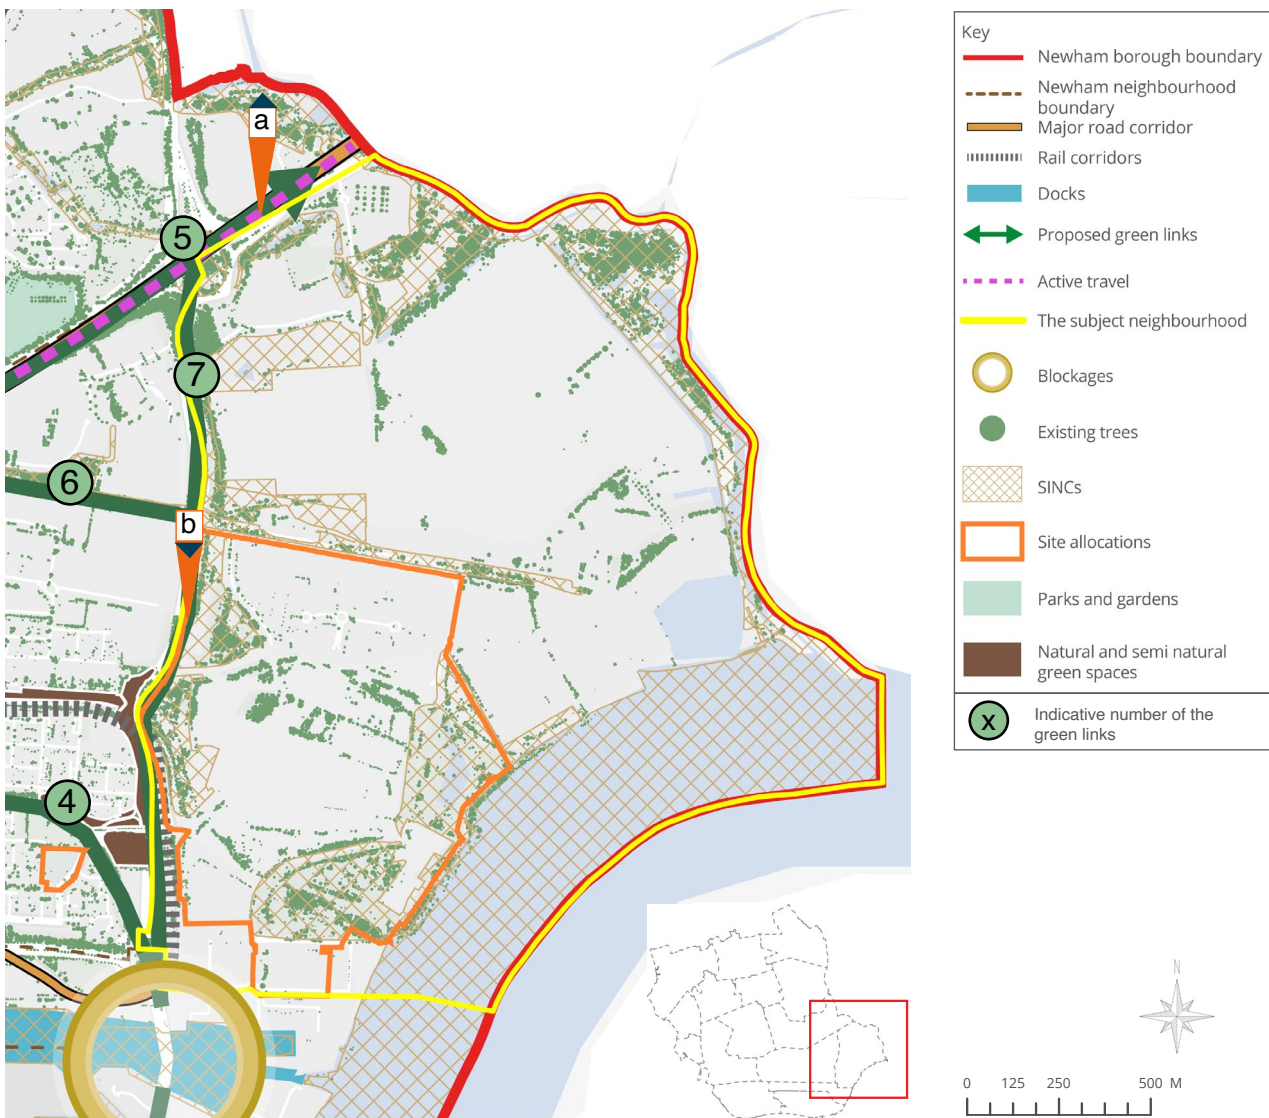 a
5
7
6
b
4
Key
Newham borough boundary
Newham neighbourhood
boundary
Major road corridor
Rail corridors
Docks
Proposed green links
Active travel
The subject neighbourhood
Blockages
Existing trees
SINCs
Site allocations
Parks and gardens
Natural and semi natural
green spaces
x
Indicative number of the
green links
N
0 125 250 500 M